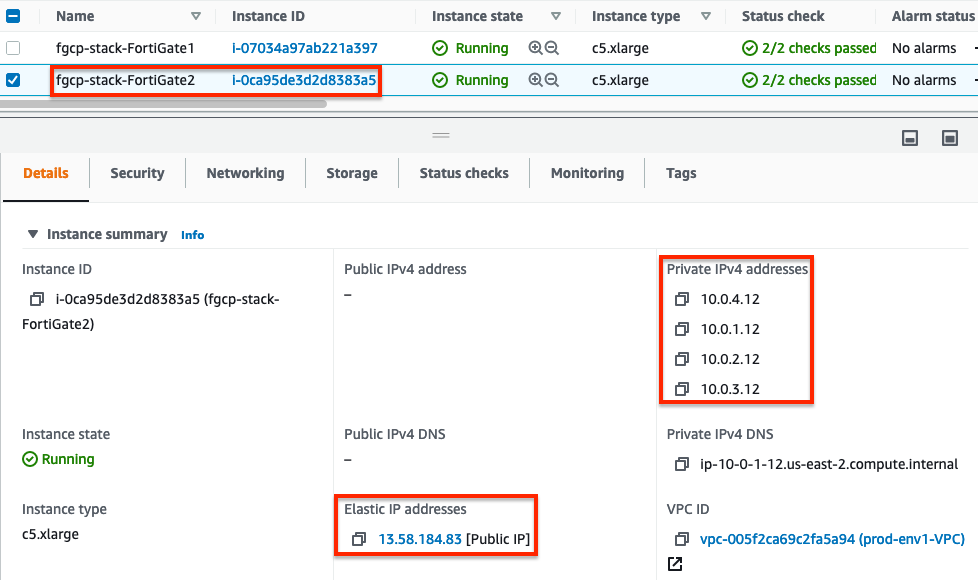 Name Instance ID Instance state Instance type Status check Alarm status
fgcp-stack-FortiGate1 i-07034a97ab221a397 Running c5.xlarge 2/2 checks passed No alarms
fgcp-stack-FortiGate2 i-0ca95de3d2d8383a5 Running c5.xlarge 2/2 checks passed No alarms
Details Security Networking Storage Status checks Monitoring Tags
Instance summary Info
Instance ID Public IPv4 address Private IPv4 addresses
i-0ca95de3d2d8383a5 (fgcp-stack- – 10.0.4.12
FortiGate2) 10.0.1.12
10.0.2.12
10.0.3.12
Instance state Public IPv4 DNS Private IPv4 DNS
Running – ip-10-0-1-12.us-east-2.compute.internal
Instance type Elastic IP addresses VPC ID
c5.xlarge 13.58.184.83 [Public IP] vpc-005f2ca69c2fa5a94 (prod-env1-VPC)